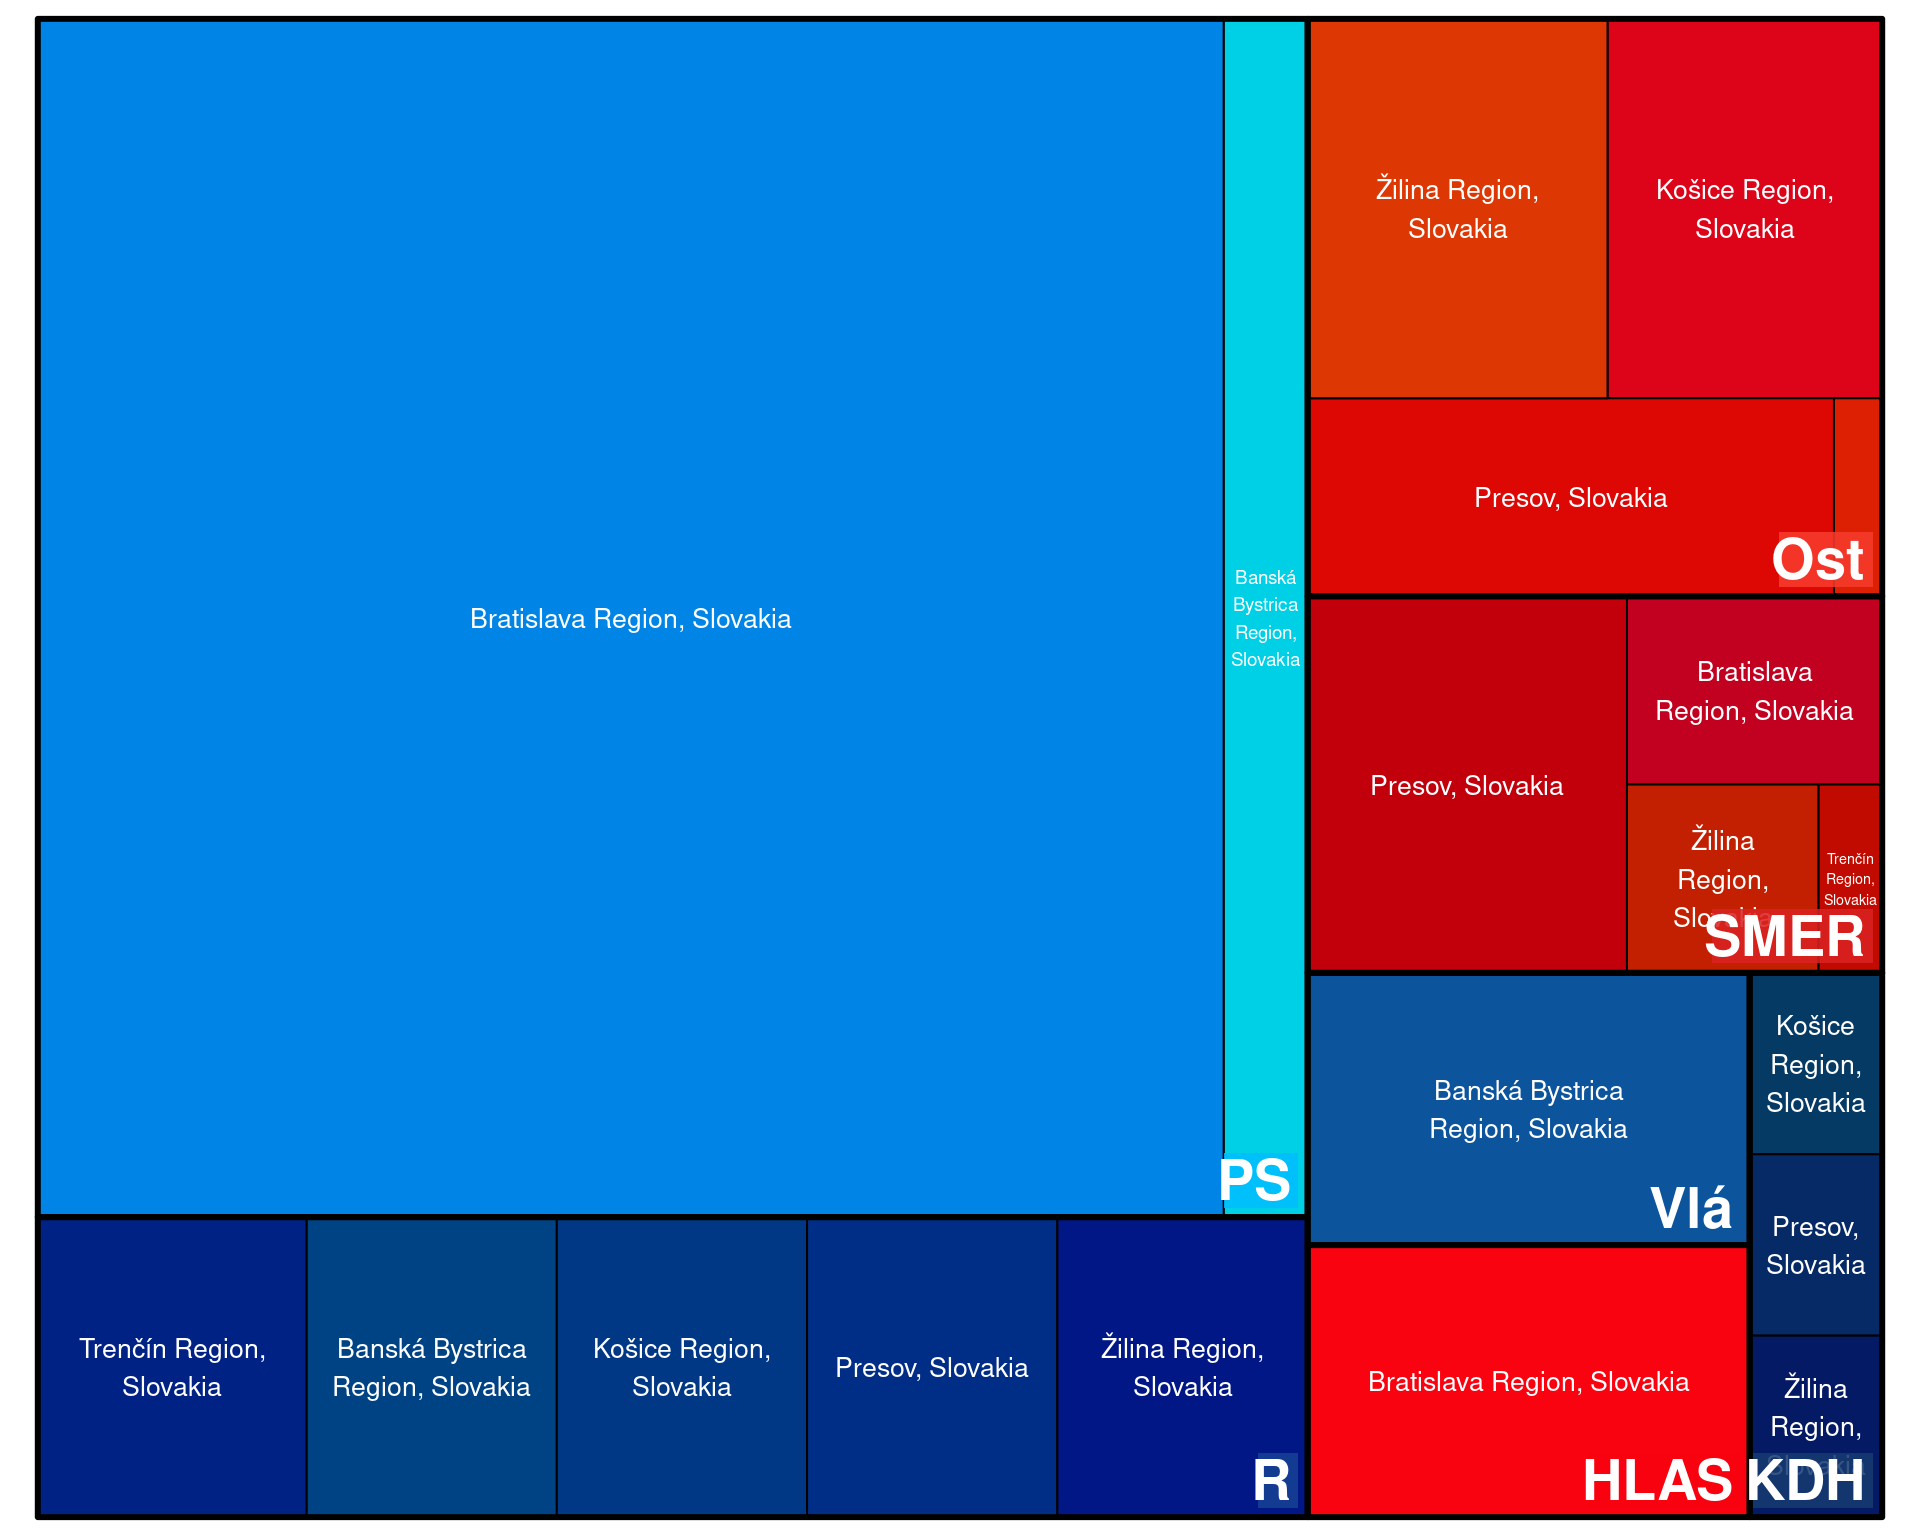 Bratislava Region, Slovakia
Banská
Bystrica
Region,
Slovakia
PS
Trenčín Region,
Slovakia
Banská Bystrica
Region, Slovakia
Košice Region,
Slovakia
Presov, Slovakia
Žilina Region,
Slovakia
R
Žilina Region,
Slovakia
Košice Region,
Slovakia
Presov, Slovakia
Ost
Presov, Slovakia
Bratislava
Region, Slovakia
Žilina
Region,
Slovakia
Trenčín
Region,
Slovakia
SMER
Banská Bystrica
Region, Slovakia
Vlá
Bratislava Region, Slovakia
HLAS
Košice
Region,
Slovakia
Presov,
Slovakia
Žilina
Region,
Slovakia
KDH